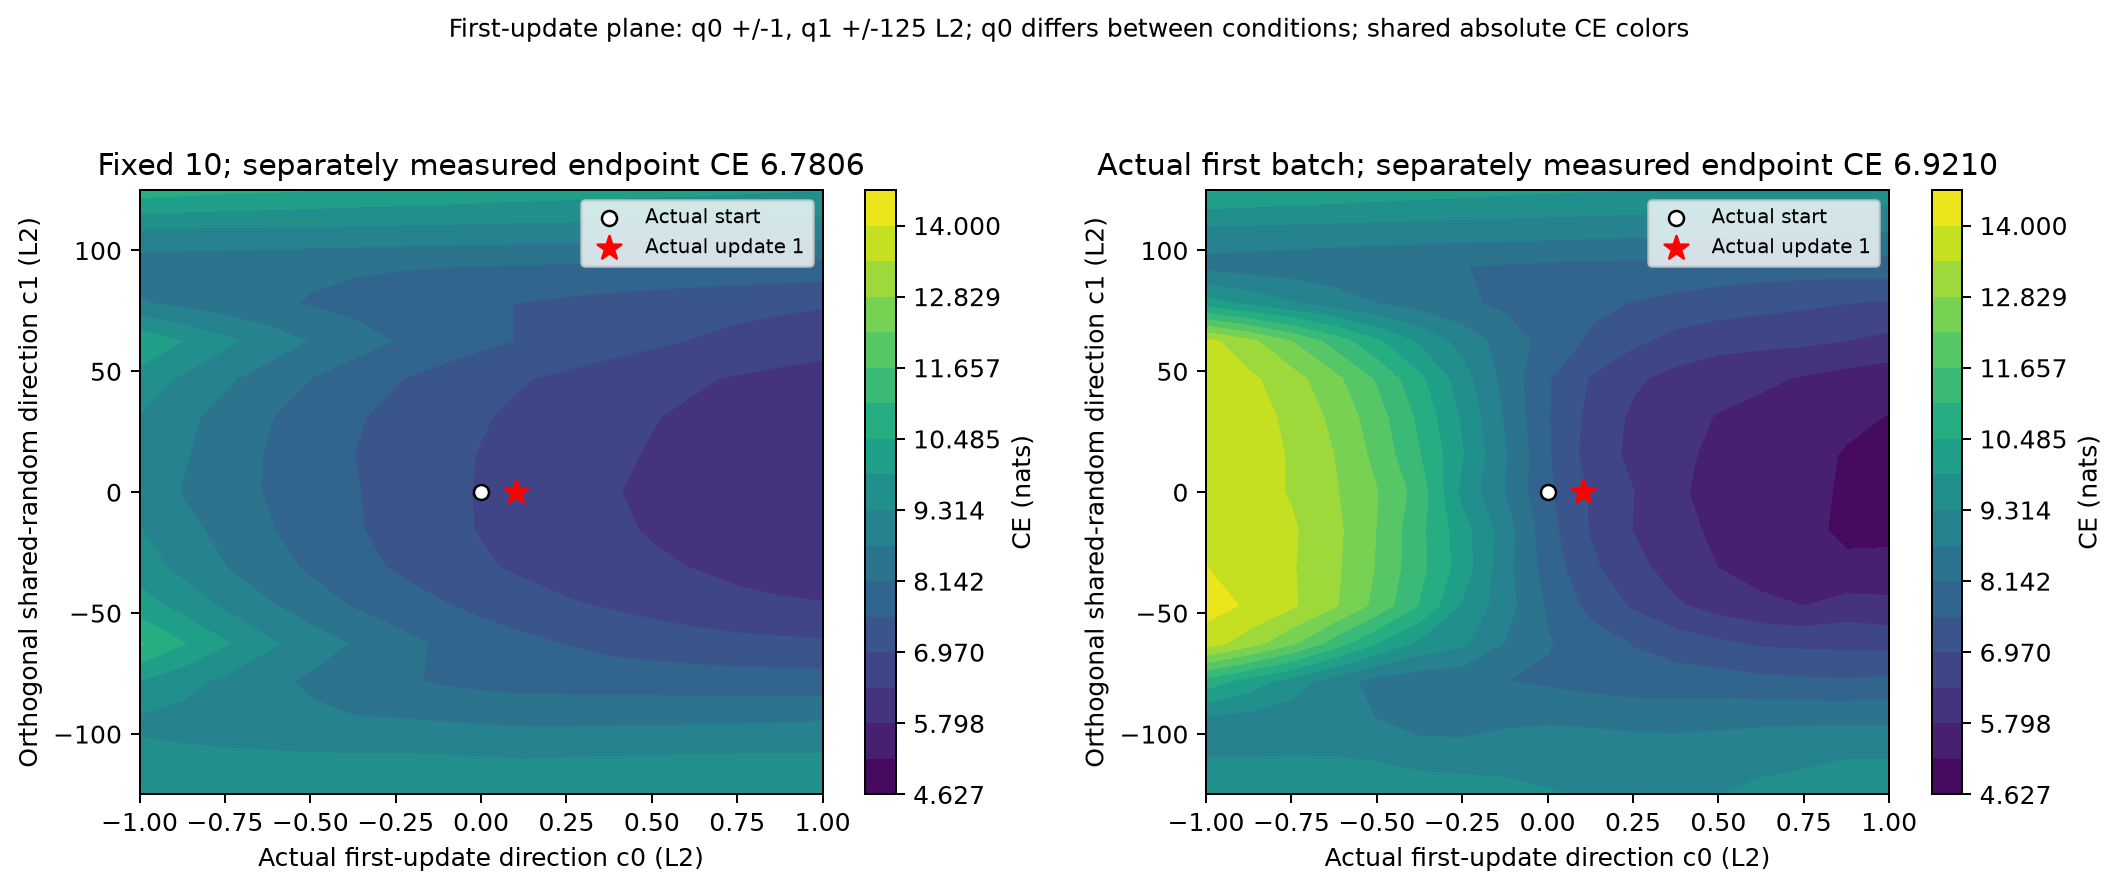 First-update plane: q0 +/-1, q1 +/-125 L2; q0 differs between conditions; shared absolute CE colors
Fixed 10; separately measured endpoint CE 6.7806
Actual start
Actual update 1
Orthogonal shared-random direction c1 (L2)
100
50
0
−50
−100
−1.00 −0.75 −0.50 −0.25 0.00 0.25 0.50 0.75 1.00
Actual first-update direction c0 (L2)
14.000
12.829
11.657
10.485
9.314
8.142
6.970
5.798
4.627
CE (nats)
Actual first batch; separately measured endpoint CE 6.9210
Actual start
Actual update 1
Orthogonal shared-random direction c1 (L2)
100
50
0
−50
−100
−1.00 −0.75 −0.50 −0.25 0.00 0.25 0.50 0.75 1.00
Actual first-update direction c0 (L2)
14.000
12.829
11.657
10.485
9.314
8.142
6.970
5.798
4.627
CE (nats)